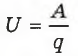 U = A/q